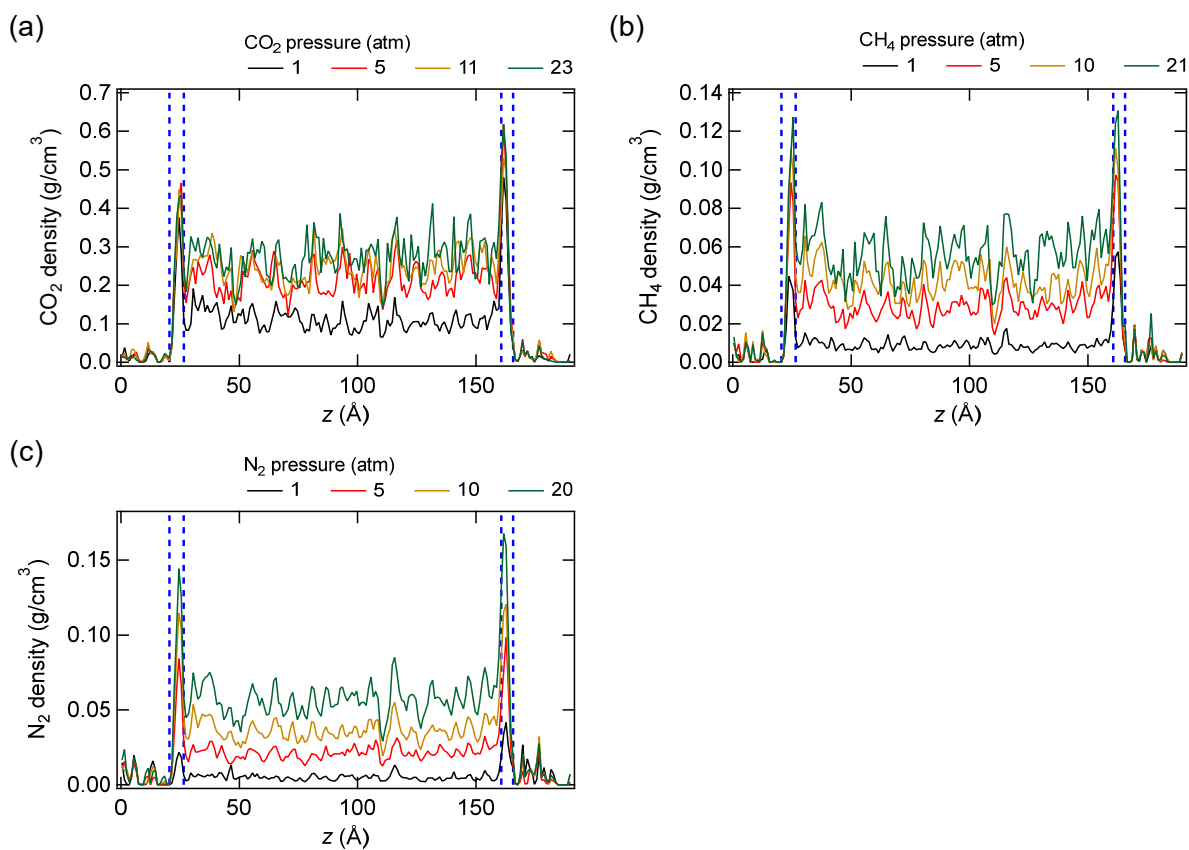 (a)
CO₂ pressure (atm)
1 5 11 23
0.7
0.6
0.5
0.4
0.3
0.2
0.1
0.0
CO₂ density (g/cm³)
0 50 100 150
z (Å)
(b)
CH₄ pressure (atm)
1 5 10 21
0.14
0.12
0.10
0.08
0.06
0.04
0.02
0.00
CH₄ density (g/cm³)
0 50 100 150
z (Å)
(c)
N₂ pressure (atm)
1 5 10 20
0.15
0.10
0.05
0.00
N₂ density (g/cm³)
0 50 100 150
z (Å)